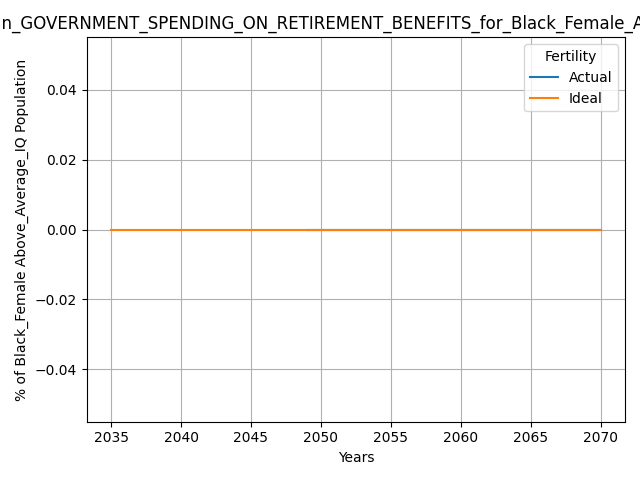 n_GOVERNMENT_SPENDING_ON_RETIREMENT_BENEFITS_for_Black_Female_A
Fertility
Actual
Ideal
% of Black_Female Above_Average_IQ Population
0.04
0.02
0.00
−0.02
−0.04
2035 2040 2045 2050 2055 2060 2065 2070
Years